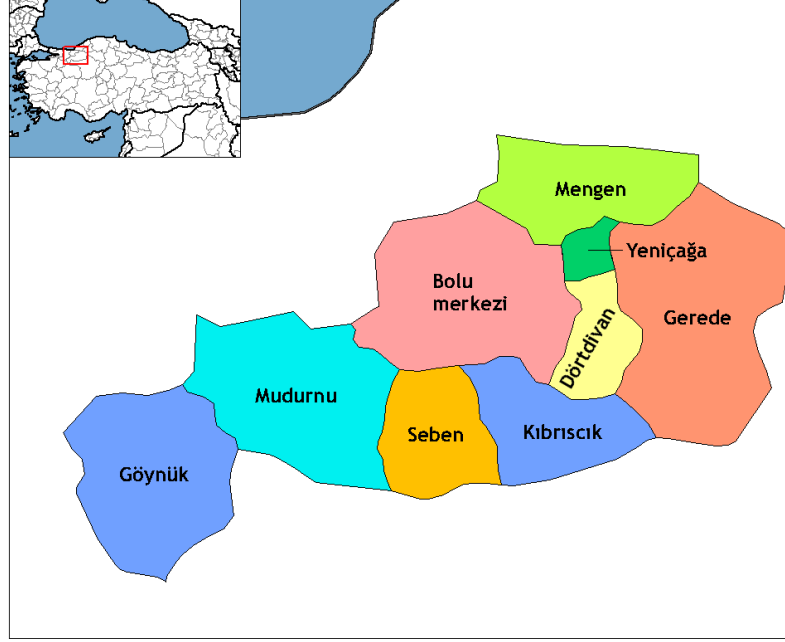 Mengen
Yeniçağa
Bolu
merkezi
Gerede
Dörtdivan
Mudurnu
Seben
Kıbrıscık
Göynük